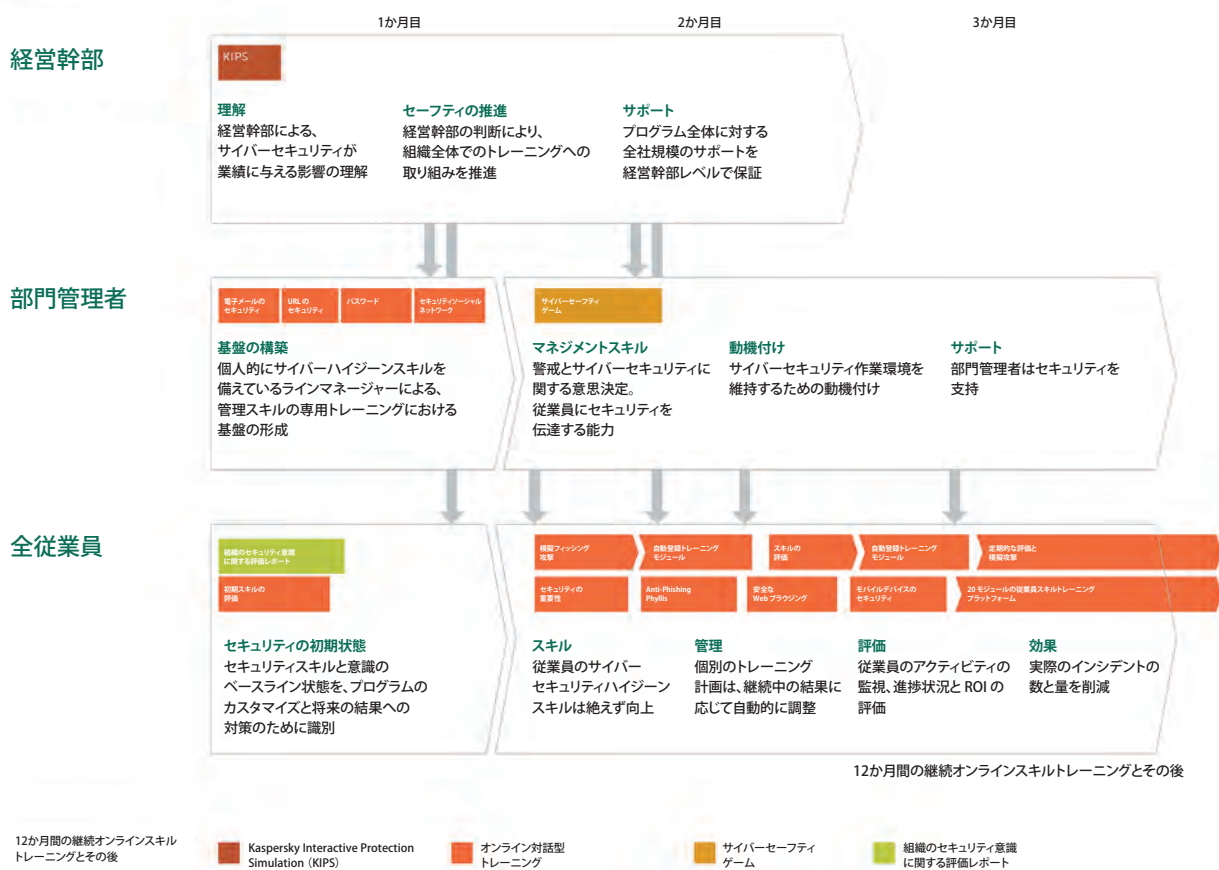 1か月目
2か月目
3か月目
経営幹部
KIPS
理解
経営幹部による、
サイバーセキュリティが
業績に与える影響の理解
セーフティの推進
経営幹部の判断により、
組織全体でのトレーニングへの
取り組みを推進
サポート
プログラム全体に対する
全社規模のサポートを
経営幹部レベルで保証
部門管理者
電子メールの
セキュリティ
URL の
セキュリティ
パスワード
セキュリティソーシャル
ネットワーク
基盤の構築
個人的にサイバーハイジーンスキルを
備えているラインマネージャーによる、
管理スキルの専用トレーニングにおける
基盤の形成
サイバーセーフティ
ゲーム
マネジメントスキル
警戒とサイバーセキュリティに
関する意思決定。
従業員にセキュリティを
伝達する能力
動機付け
サイバーセキュリティ作業環境を
維持するための動機付け
サポート
部門管理者はセキュリティを
支持
全従業員
組織のセキュリティ意識
に関する評価レポート
初期スキルの
評価
セキュリティの初期状態
セキュリティスキルと意識の
ベースライン状態を、プログラムの
カスタマイズと将来の結果への
対策のために識別
模擬フィッシング
攻撃
自動登録トレーニング
モジュール
スキルの
評価
自動登録トレーニング
モジュール
定期的な評価と
模擬攻撃
セキュリティの
重要性
Anti-Phishing
Phyllis
安全な
Web ブラウジング
モバイルデバイスの
セキュリティ
20 モジュールの従業員スキルトレーニング
プラットフォーム
スキル
従業員のサイバー
セキュリティハイジーン
スキルは絶えず向上
管理
個別のトレーニング
計画は、継続中の結果に
応じて自動的に調整
評価
従業員のアクティビティの
監視、進捗状況と ROI の
評価
効果
実際のインシデントの
数と量を削減
12か月間の継続オンラインスキルトレーニングとその後
12か月間の継続オンラインスキル
トレーニングとその後
Kaspersky Interactive Protection
Simulation (KIPS)
オンライン対話型
トレーニング
サイバーセーフティ
ゲーム
組織のセキュリティ意識
に関する評価レポート